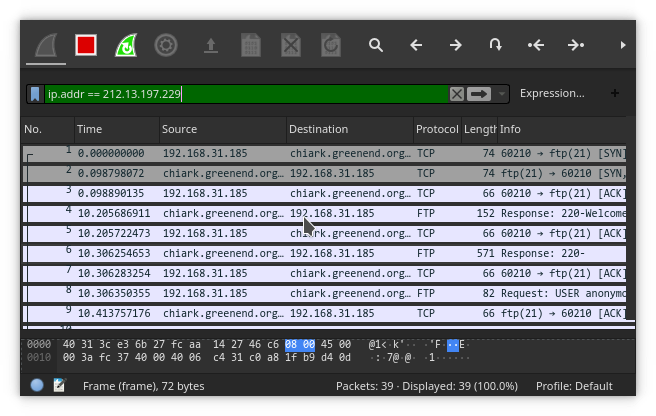 ip.addr == 212.13.197.229 Expression... +
No. Time Source Destination Protocol Length Info
1 0.000000000 192.168.31.185 chiark.greenend.org… TCP 74 60210 → ftp(21) [SYN]
2 0.098798072 192.168.31.185 chiark.greenend.org… TCP 74 ftp(21) → 60210 [SYN,
3 0.098890135 192.168.31.185 chiark.greenend.org… TCP 66 60210 → ftp(21) [ACK]
4 10.205686911 chiark.greenend.org… 192.168.31.185 FTP 152 Response: 220-Welcome
5 10.205722473 chiark.greenend.org… 192.168.31.185 TCP 66 60210 → ftp(21) [ACK]
6 10.306254653 chiark.greenend.org… 192.168.31.185 FTP 571 Response: 220-
7 10.306283254 chiark.greenend.org… 192.168.31.185 TCP 66 60210 → ftp(21) [ACK]
8 10.306350355 chiark.greenend.org… 192.168.31.185 FTP 82 Request: USER anonymo
9 10.413757176 chiark.greenend.org… 192.168.31.185 TCP 66 ftp(21) → 60210 [ACK]
0000 40 31 3c e3 6b 27 fc aa 14 27 46 c6 08 00 45 00 @1<·k'·· ·'F···E·
0010 00 3a fc 37 40 00 40 06 c4 31 c0 a8 1f b9 d4 0d ·:·7@·@· ·1······
Frame (frame), 72 bytes Packets: 39 · Displayed: 39 (100.0%) Profile: Default